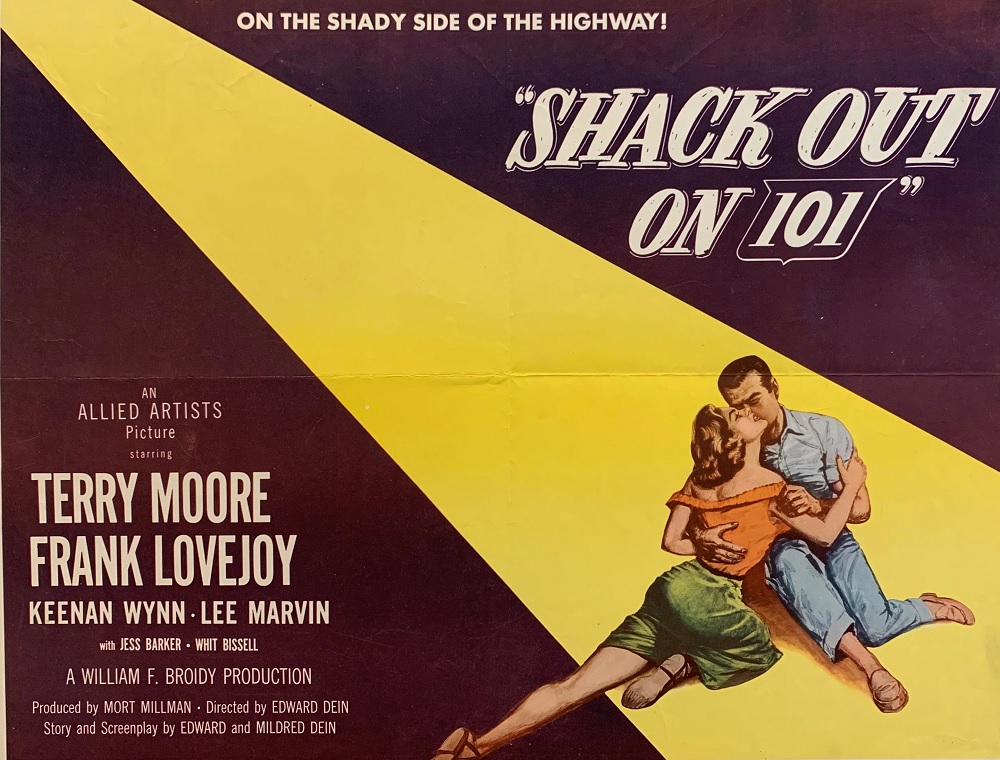 ON THE SHADY SIDE OF THE HIGHWAY!
"SHACK OUT
ON 101"
AN
ALLIED ARTISTS
Picture
starring
TERRY MOORE
FRANK LOVEJOY
KEENAN WYNN · LEE MARVIN
with JESS BARKER • WHIT BISSELL
A WILLIAM F. BROIDY PRODUCTION
Produced by MORT MILLMAN · Directed by EDWARD DEIN
Story and Screenplay by EDWARD and MILDRED DEIN